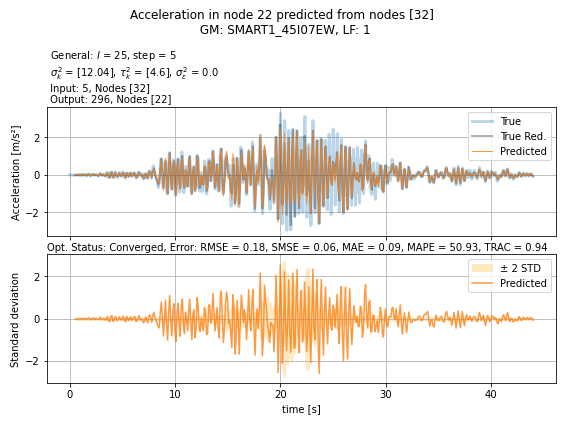 Acceleration in node 22 predicted from nodes [32]
GM: SMART1_45I07EW, LF: 1
General: l = 25, step = 5
σ²ₖ = [12.04], τ²ₖ = [4.6], σ²ε = 0.0
Input: 5, Nodes [32]
Output: 296, Nodes [22]
Acceleration [m/s²]
2
0
−2
True
True Red.
Predicted
Opt. Status: Converged, Error: RMSE = 0.18, SMSE = 0.06, MAE = 0.09, MAPE = 50.93, TRAC = 0.94
Standard deviation
2
0
−2
± 2 STD
Predicted
0 10 20 30 40
time [s]